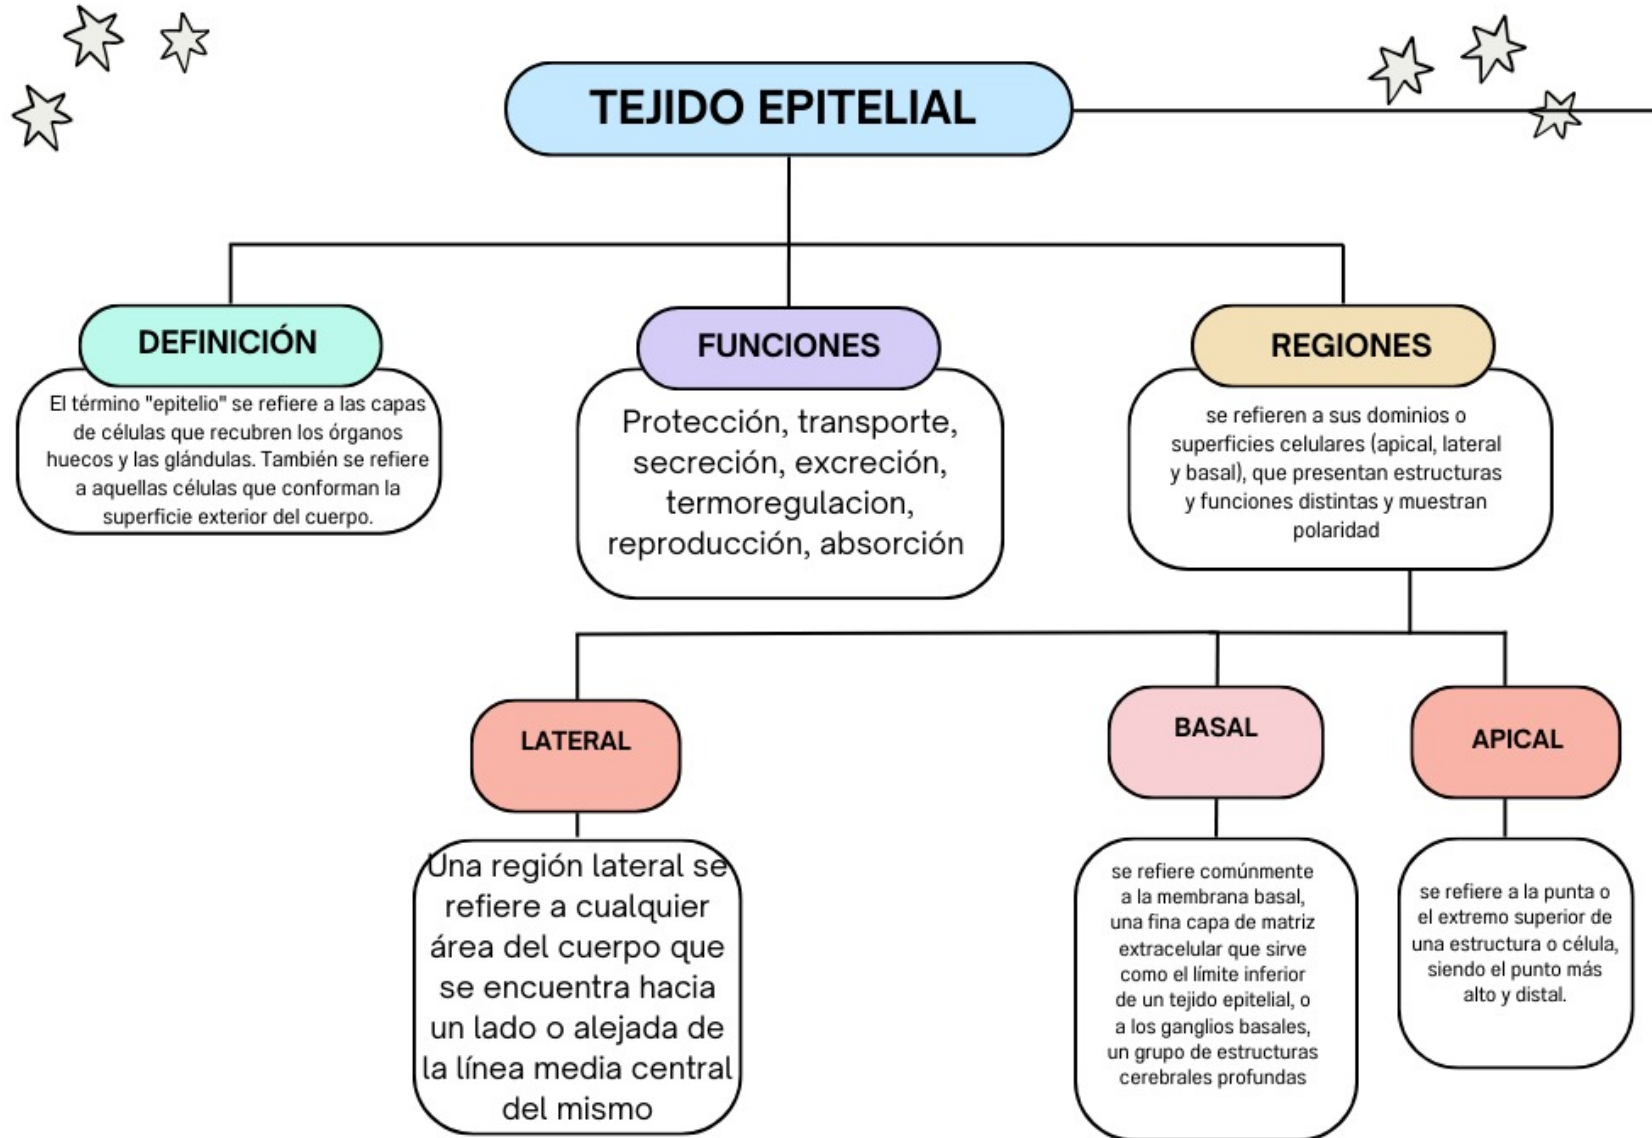 TEJIDO EPITELIAL
DEFINICIÓN
El término "epitelio" se refiere a las capas
de células que recubren los órganos
huecos y las glándulas. También se refiere
a aquellas células que conforman la
superficie exterior del cuerpo.
FUNCIONES
Protección, transporte,
secreción, excreción,
termoregulacion,
reproducción, absorción
REGIONES
se refieren a sus dominios o
superficies celulares (apical, lateral
y basal), que presentan estructuras
y funciones distintas y muestran
polaridad
LATERAL
Una región lateral se
refiere a cualquier
área del cuerpo que
se encuentra hacia
un lado o alejada de
la línea media central
del mismo
BASAL
se refiere comúnmente
a la membrana basal,
una fina capa de matriz
extracelular que sirve
como el límite inferior
de un tejido epitelial, o
a los ganglios basales,
un grupo de estructuras
cerebrales profundas
APICAL
se refiere a la punta o
el extremo superior de
una estructura o célula,
siendo el punto más
alto y distal.